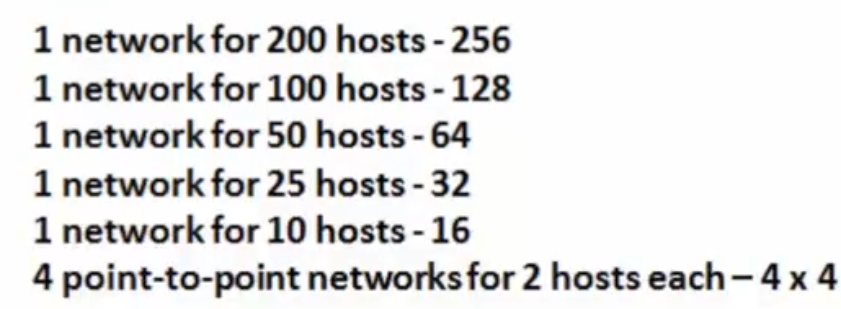 1 network for 200 hosts - 256
1 network for 100 hosts - 128
1 network for 50 hosts - 64
1 network for 25 hosts - 32
1 network for 10 hosts - 16
4 point-to-point networks for 2 hosts each – 4 x 4